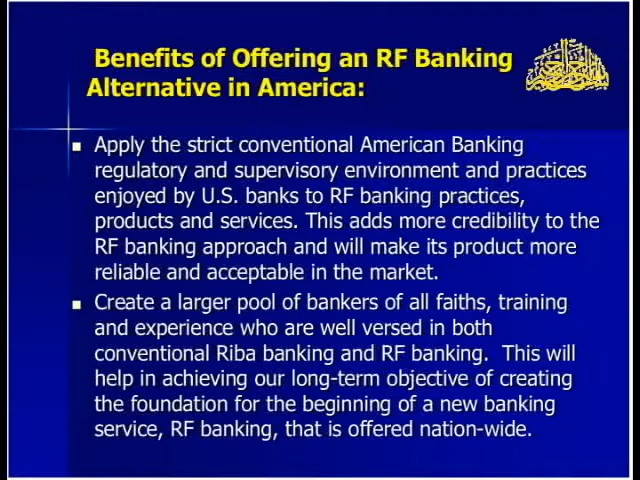 Benefits of Offering an RF Banking
Alternative in America:
Apply the strict conventional American Banking
regulatory and supervisory environment and practices
enjoyed by U.S. banks to RF banking practices,
products and services. This adds more credibility to the
RF banking approach and will make its product more
reliable and acceptable in the market.
Create a larger pool of bankers of all faiths, training
and experience who are well versed in both
conventional Riba banking and RF banking.  This will
help in achieving our long-term objective of creating
the foundation for the beginning of a new banking
service, RF banking, that is offered nation-wide.